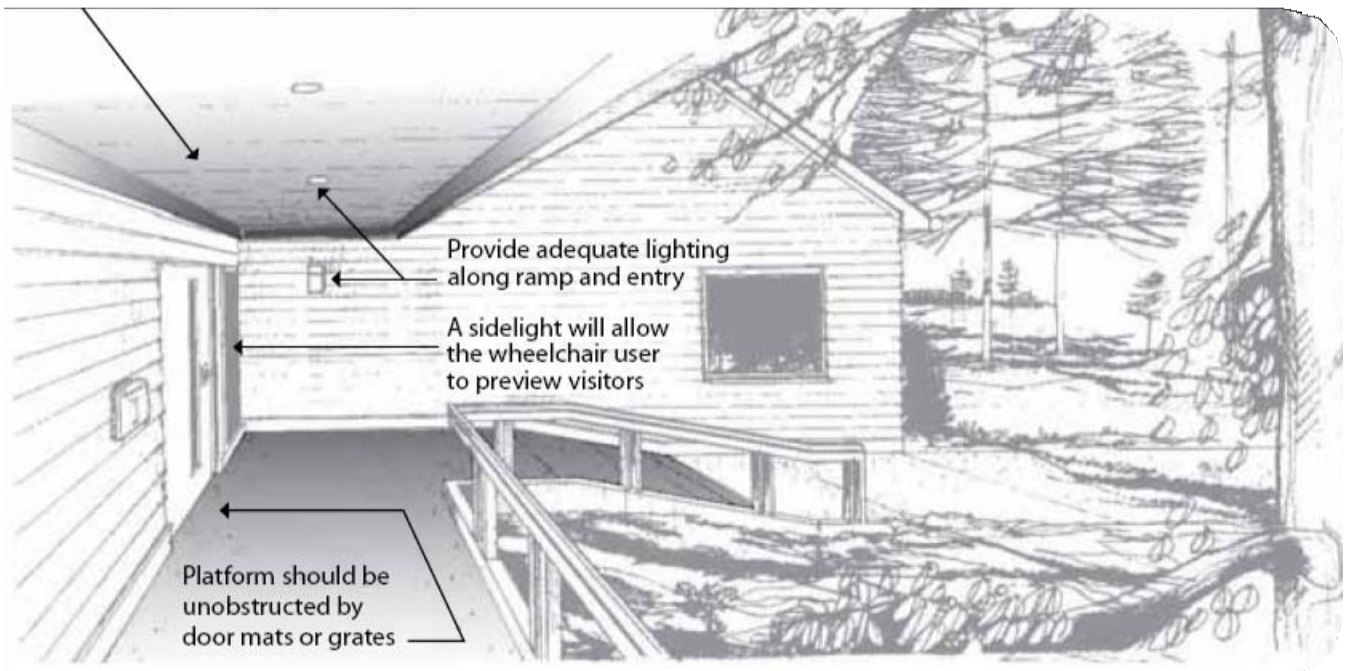 Provide adequate lighting
along ramp and entry
A sidelight will allow
the wheelchair user
to preview visitors
Platform should be
unobstructed by
door mats or grates